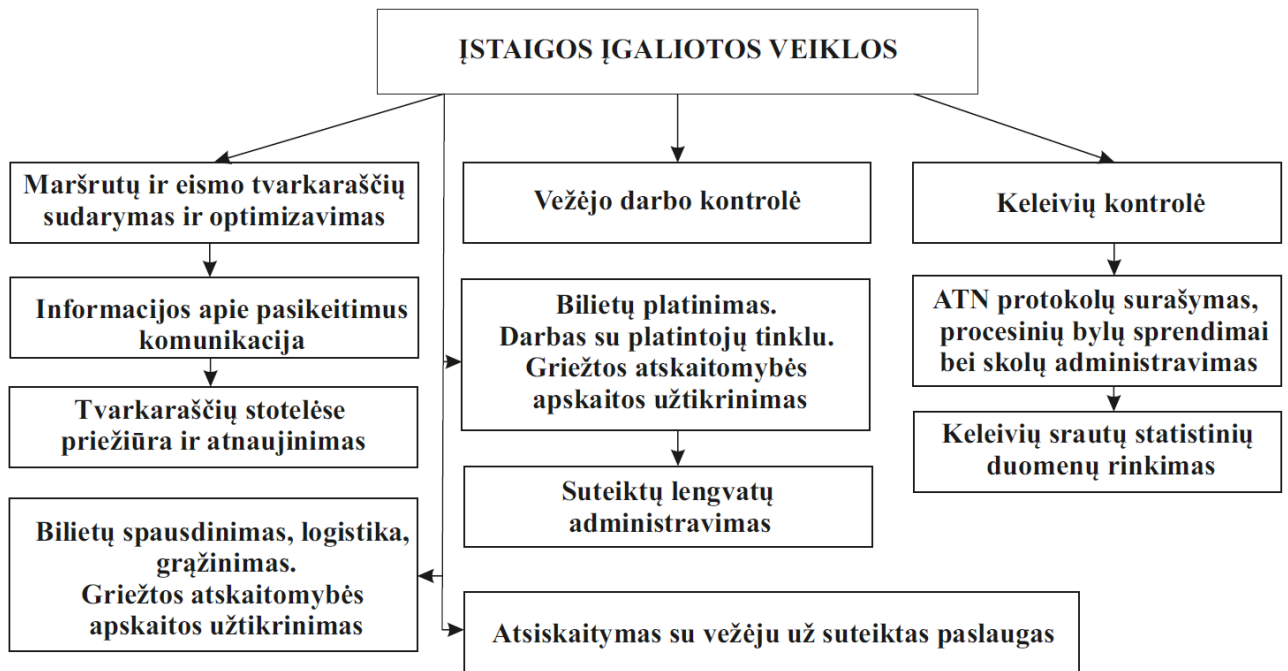 ĮSTAIGOS ĮGALIOTOS VEIKLOS
Maršrutų ir eismo tvarkaraščių
sudarymas ir optimizavimas
Vežėjo darbo kontrolė
Keleivių kontrolė
Informacijos apie pasikeitimus
komunikacija
Bilietų platinimas.
Darbas su platintojų tinklu.
Griežtos atskaitomybės
apskaitos užtikrinimas
ATN protokolų surašymas,
procesinių bylų sprendimai
bei skolų administravimas
Tvarkaraščių stotelėse
priežiūra ir atnaujinimas
Keleivių srautų statistinių
duomenų rinkimas
Suteiktų lengvatų
administravimas
Bilietų spausdinimas, logistika,
grąžinimas.
Griežtos atskaitomybės
apskaitos užtikrinimas
Atsiskaitymas su vežėju už suteiktas paslaugas